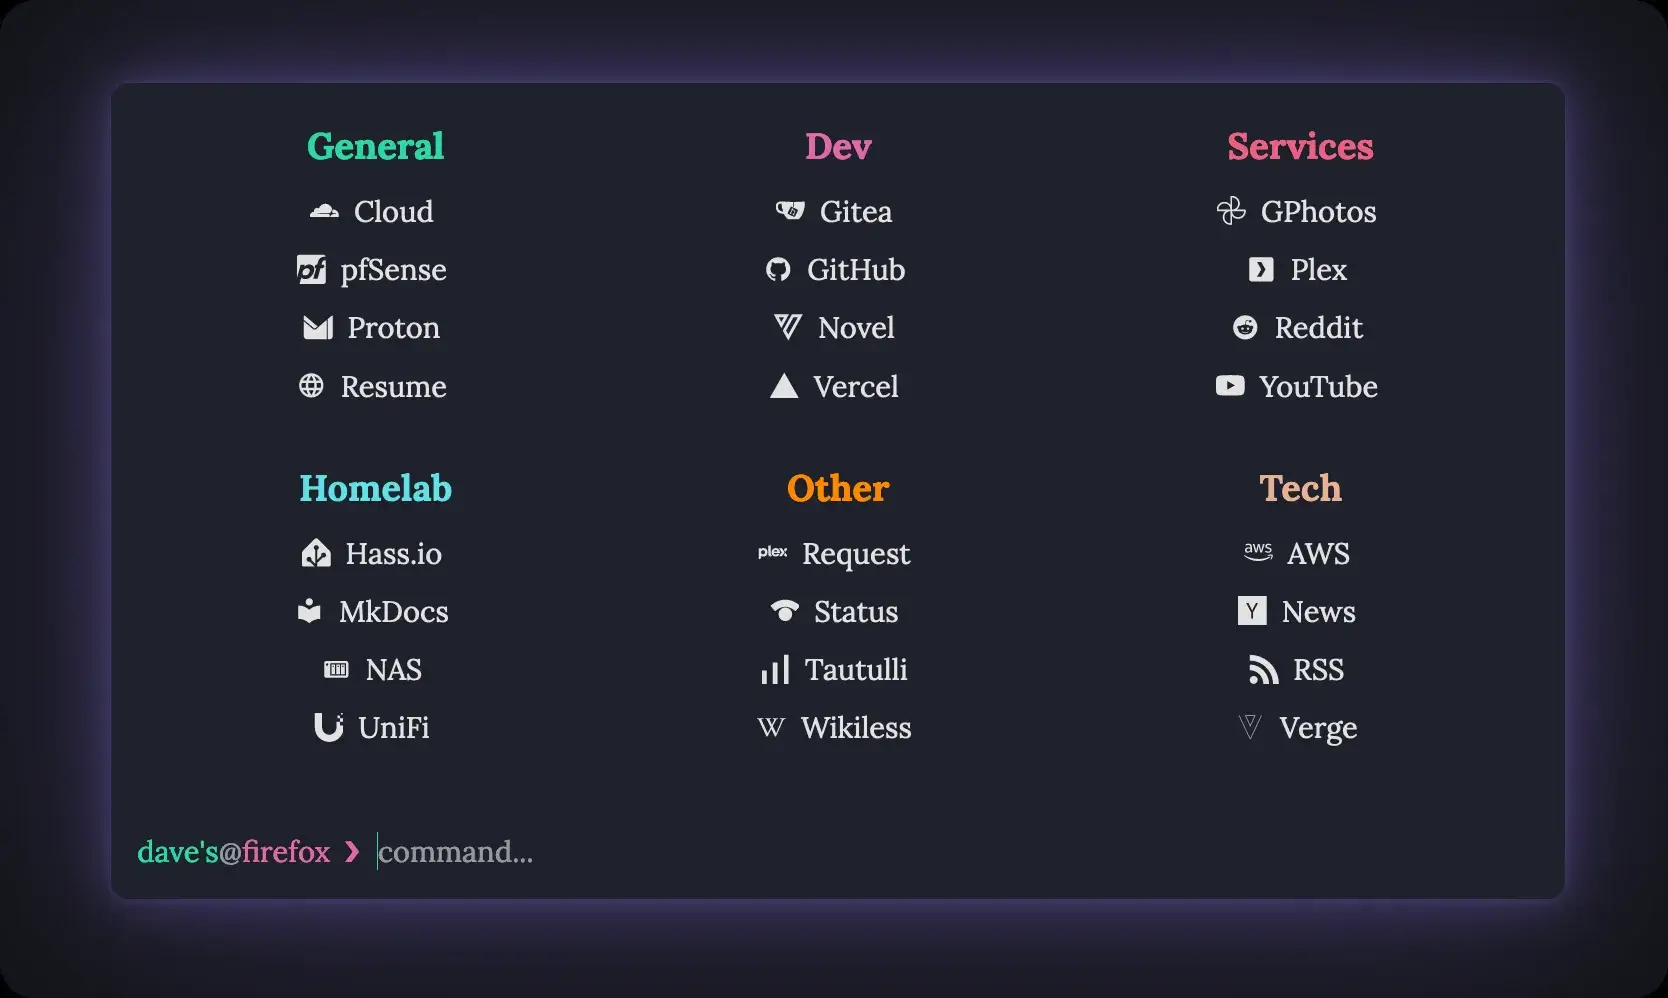 General
Cloud
pf pfSense
Proton
Resume
Dev
Gitea
GitHub
Novel
Vercel
Services
GPhotos
Plex
Reddit
YouTube
Homelab
Hass.io
MkDocs
NAS
UniFi
Other
plex Request
Status
Tautulli
W Wikiless
Tech
aws AWS
Y News
RSS
Verge
dave's@firefox ❯ command...